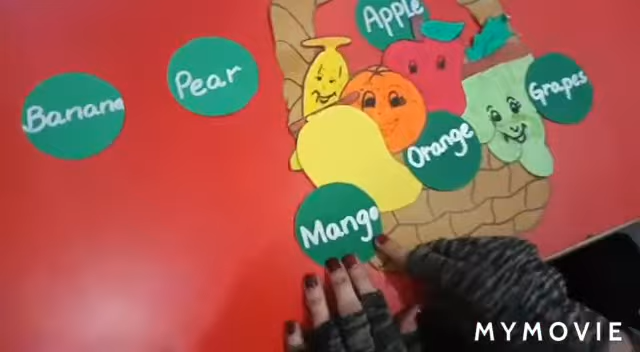 Apple
Pear
Banana
Grapes
Orange
Mango
MYMOVIE